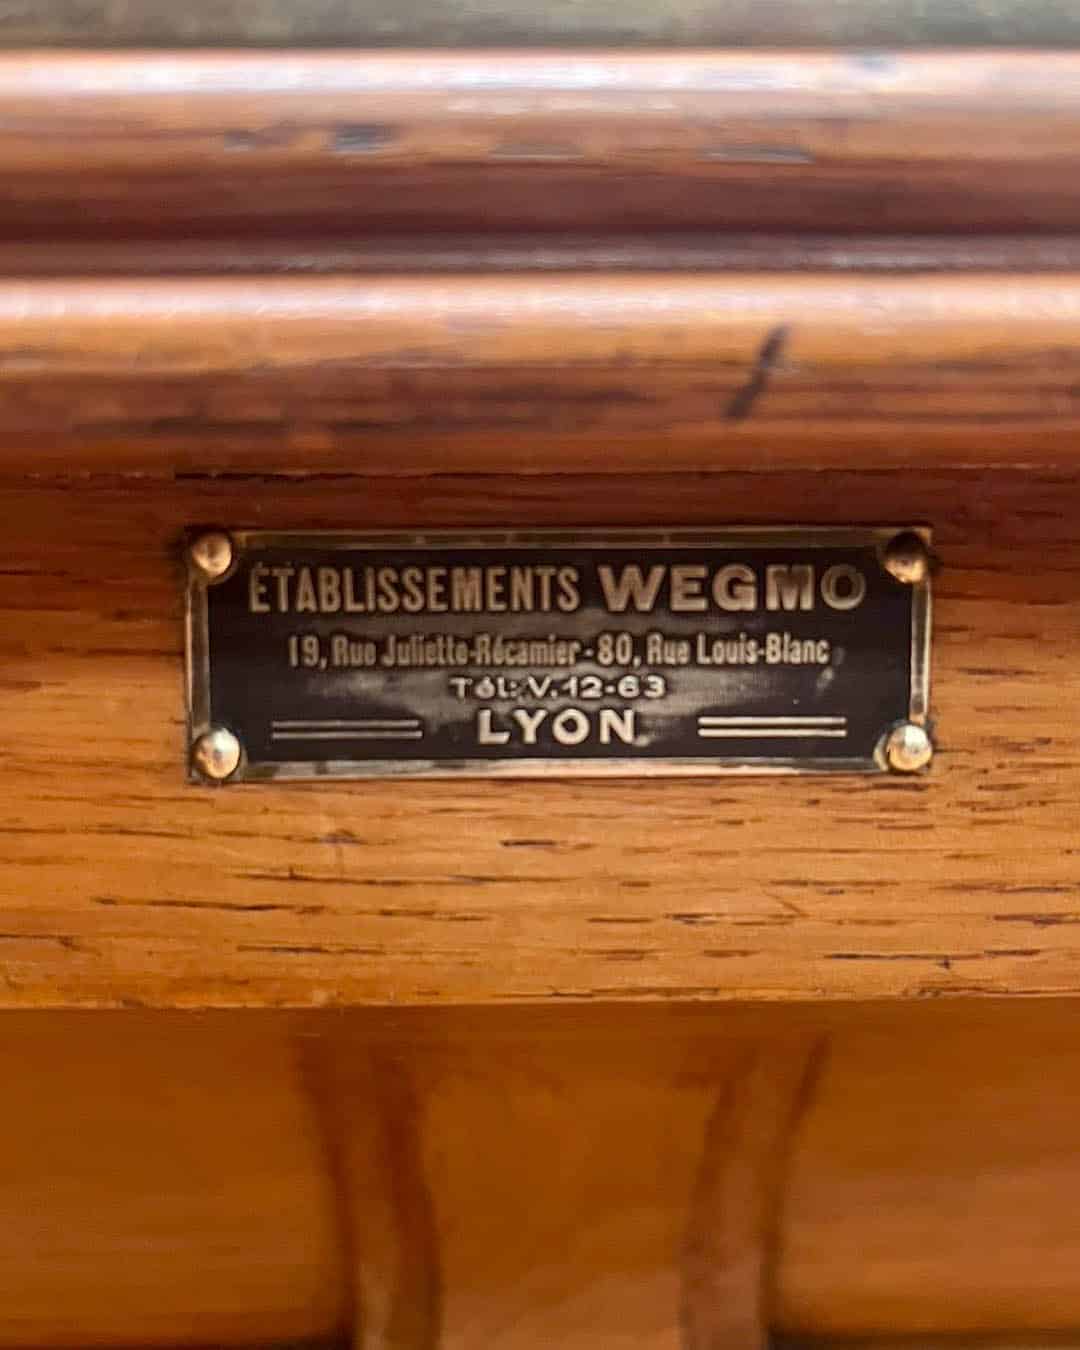 ÉTABLISSEMENTS WEGMO
19, Rue Juliette-Récamier - 80, Rue Louis-Blanc
Tél: V. 12-63
LYON